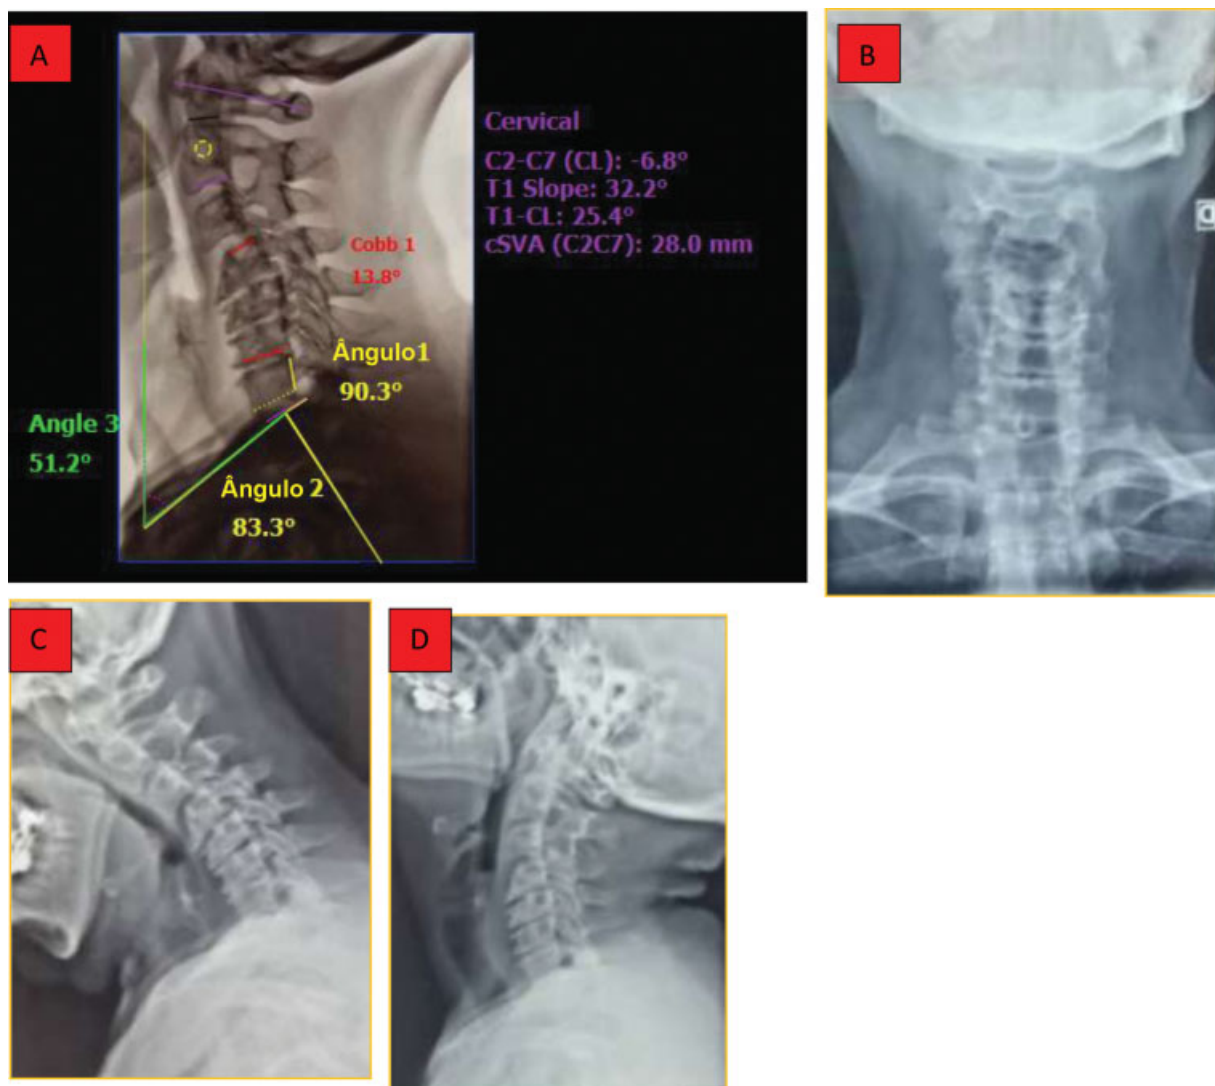 A
Cervical
C2-C7 (CL): -6.8°
T1 Slope: 32.2°
T1-CL: 25.4°
cSVA (C2C7): 28.0 mm
Cobb 1
13.8°
Ângulo1
90.3°
Angle 3
51.2°
Ângulo 2
83.3°
B
D
C
D